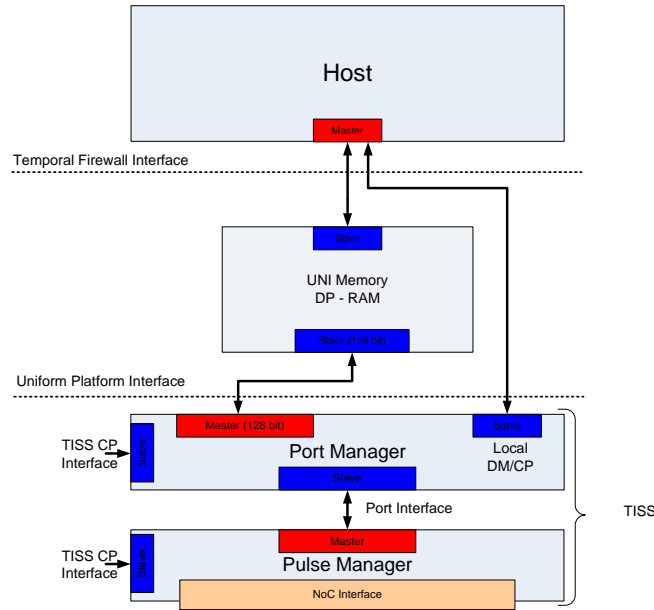 Host
Master
Temporal Firewall Interface
Slave
UNI Memory
DP - RAM
Slave (128 bit)
Uniform Platform Interface
Master (128 bit)
Slave
Port Manager
Local
DM/CP
TISS CP
Interface
Slave
Slave
Port Interface
TISS
Master
TISS CP
Interface
Slave
Pulse Manager
NoC Interface